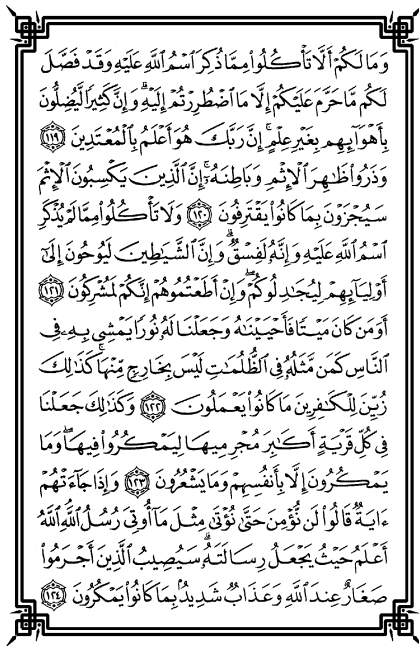 وَمَا لَكُمْ أَلَّا تَأْكُلُوا۟ مِمَّا ذُكِرَ ٱسْمُ ٱللَّهِ عَلَيْهِ وَقَدْ فَصَّلَ
لَكُم مَّا حَرَّمَ عَلَيْكُمْ إِلَّا مَا ٱضْطُرِرْتُمْ إِلَيْهِ ۗ وَإِنَّ كَثِيرًا لَّيُضِلُّونَ
بِأَهْوَآئِهِم بِغَيْرِ عِلْمٍ ۗ إِنَّ رَبَّكَ هُوَ أَعْلَمُ بِٱلْمُعْتَدِينَ ١١٩
وَذَرُوا۟ ظَٰهِرَ ٱلْإِثْمِ وَبَاطِنَهُۥٓ ۚ إِنَّ ٱلَّذِينَ يَكْسِبُونَ ٱلْإِثْمَ
سَيُجْزَوْنَ بِمَا كَانُوا۟ يَقْتَرِفُونَ ١٢٠ وَلَا تَأْكُلُوا۟ مِمَّا لَمْ يُذْكَرِ
ٱسْمُ ٱللَّهِ عَلَيْهِ وَإِنَّهُۥ لَفِسْقٌ ۗ وَإِنَّ ٱلشَّيَٰطِينَ لَيُوحُونَ إِلَىٰٓ
أَوْلِيَآئِهِمْ لِيُجَٰدِلُوكُمْ ۖ وَإِنْ أَطَعْتُمُوهُمْ إِنَّكُمْ لَمُشْرِكُونَ ١٢١
أَوَمَن كَانَ مَيْتًا فَأَحْيَيْنَٰهُ وَجَعَلْنَا لَهُۥ نُورًا يَمْشِى بِهِۦ فِى
ٱلنَّاسِ كَمَن مَّثَلُهُۥ فِى ٱلظُّلُمَٰتِ لَيْسَ بِخَارِجٍ مِّنْهَا ۚ كَذَٰلِكَ
زُيِّنَ لِلْكَٰفِرِينَ مَا كَانُوا۟ يَعْمَلُونَ ١٢٢ وَكَذَٰلِكَ جَعَلْنَا
فِى كُلِّ قَرْيَةٍ أَكَٰبِرَ مُجْرِمِيهَا لِيَمْكُرُوا۟ فِيهَا ۖ وَمَا
يَمْكُرُونَ إِلَّا بِأَنفُسِهِمْ وَمَا يَشْعُرُونَ ١٢٣ وَإِذَا جَآءَتْهُمْ
ءَايَةٌ قَالُوا۟ لَن نُّؤْمِنَ حَتَّىٰ نُؤْتَىٰ مِثْلَ مَآ أُوتِىَ رُسُلُ ٱللَّهِ ۘ ٱللَّهُ
أَعْلَمُ حَيْثُ يَجْعَلُ رِسَالَتَهُۥ ۗ سَيُصِيبُ ٱلَّذِينَ أَجْرَمُوا۟
صَغَارٌ عِندَ ٱللَّهِ وَعَذَابٌ شَدِيدٌۢ بِمَا كَانُوا۟ يَمْكُرُونَ ١٢٤